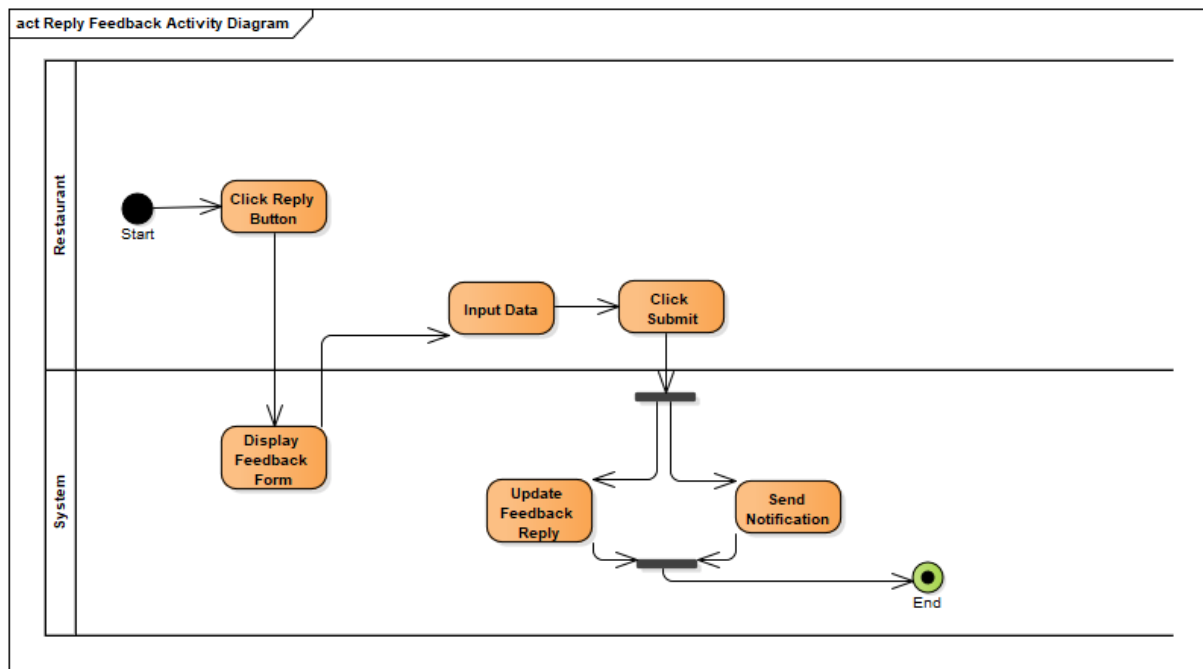 act Reply Feedback Activity Diagram
Restaurant
Start
Click Reply
Button
Input Data
Click
Submit
System
Display
Feedback
Form
Update
Feedback
Reply
Send
Notification
End